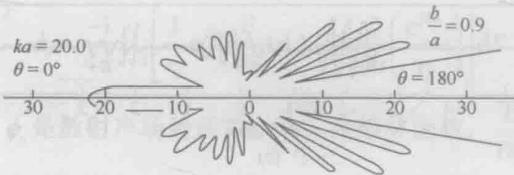 ka = 20.0
θ = 0°
b/a = 0.9
θ = 180°
30 20 10 0 10 20 30